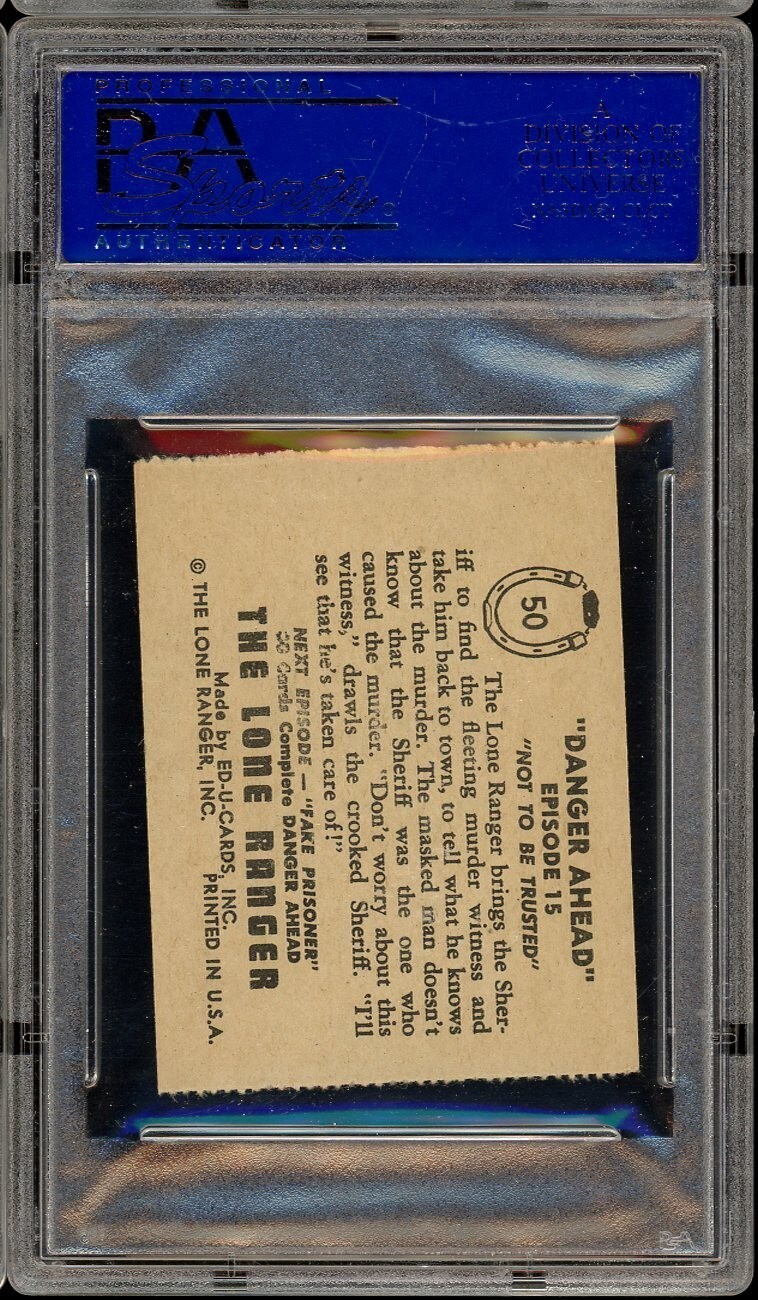 PROFESSIONAL
PSA
Sports
AUTHENTICATOR
A
DIVISION OF
COLLECTORS
UNIVERSE
NASDAQ: CLCT
50
"DANGER AHEAD"
EPISODE 15
"NOT TO BE TRUSTED"
The Lone Ranger brings the Sher-
iff to find the fleeting murder witness and
take him back to town, to tell what he knows
about the murder. The masked man doesn't
know that the Sheriff was the one who
caused the murder. "Don't worry about this
witness," drawls the crooked Sheriff. "I'll
see that he's taken care of!"
NEXT EPISODE — "FAKE PRISONER"
Cards Complete DANGER AHEAD
THE LONE RANGER
Made by ED-U-CARDS, INC.
© THE LONE RANGER, INC. PRINTED IN U.S.A.
PSA